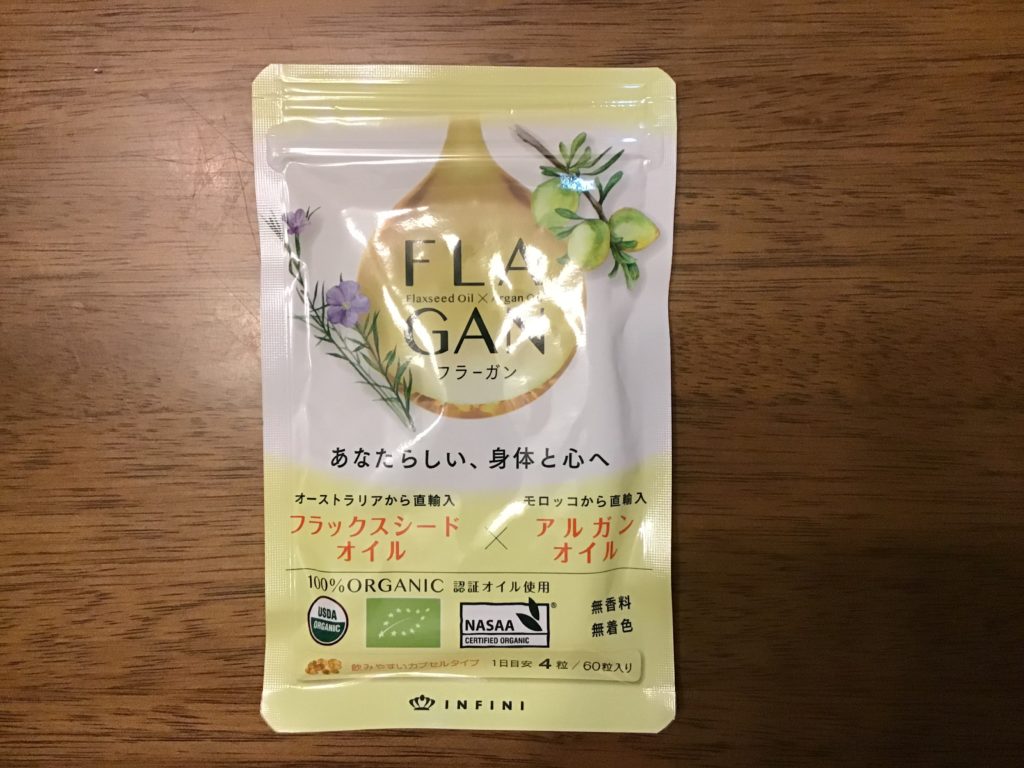 FLA
Flaxseed Oil × Argan Oil
GAN
フラーガン
あなたらしい、身体と心へ
オーストラリアから直輸入
フラックスシード
オイル
×
モロッコから直輸入
アルガン
オイル
100%ORGANIC 認証オイル使用
USDA
ORGANIC
NASAA
CERTIFIED ORGANIC
®
無香料
無着色
飲みやすいカプセルタイプ 1日目安 4粒/60粒入り
INFINI